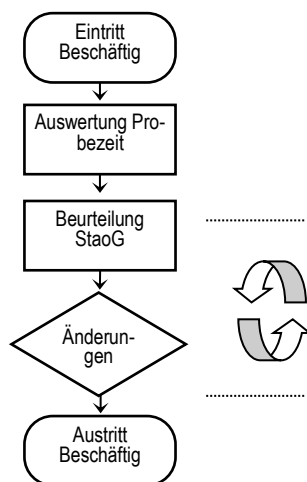 Eintritt
Beschäftig
Auswertung Pro-
bezeit
Beurteilung
StaoG
Änderun-
gen
Austritt
Beschäftig